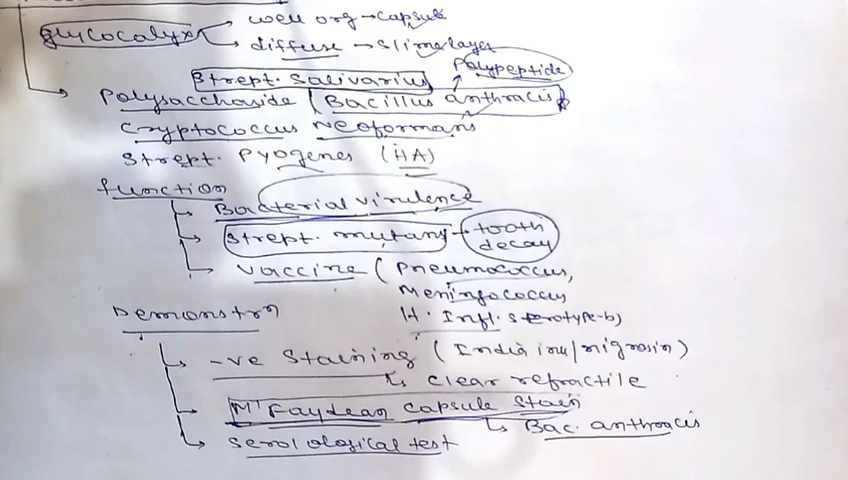 glycocalyx → well org → capsule
→ diffuse → slime layer
Strept. salivarius Polypeptide
Polysaccharide (Bacillus anthracis)
Cryptococcus neoformans
Strept. Pyogenes (HA)
function
Bacterial virulence
Strept. mutans → tooth decay
vaccine (Pneumococcus,
Meningococcus
H. Infl. serotype-b)
Demonstrn
-ve staining (India ink/nigrosin)
↳ clear refractile
Mᶜ Faydean capsule stain
↳ Bac. anthracis
Serolological test